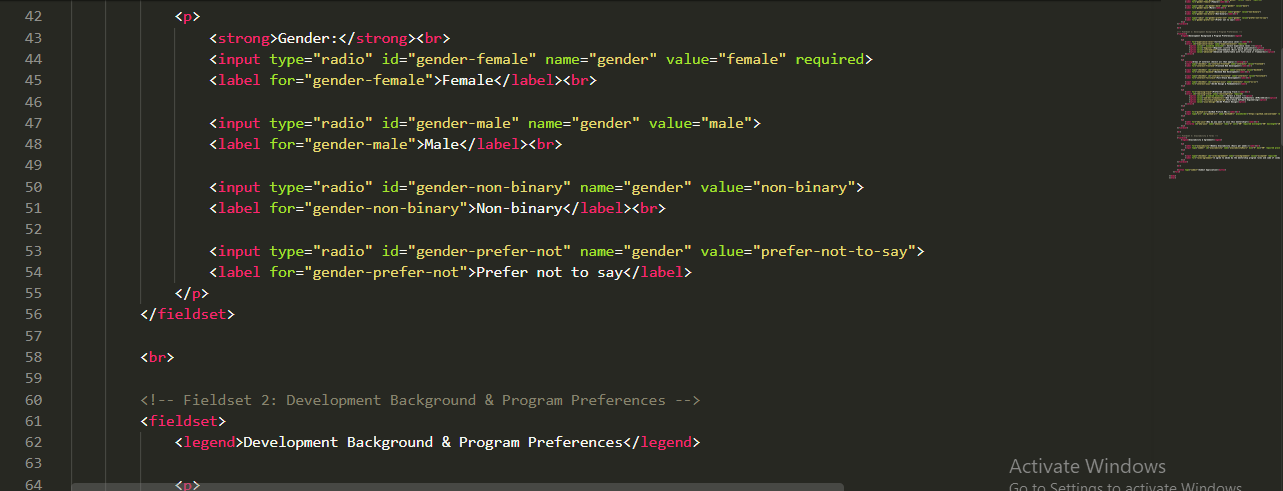 42 <p>
43 <strong>Gender:</strong><br>
44 <input type="radio" id="gender-female" name="gender" value="female" required>
45 <label for="gender-female">Female</label><br>
46
47 <input type="radio" id="gender-male" name="gender" value="male">
48 <label for="gender-male">Male</label><br>
49
50 <input type="radio" id="gender-non-binary" name="gender" value="non-binary">
51 <label for="gender-non-binary">Non-binary</label><br>
52
53 <input type="radio" id="gender-prefer-not" name="gender" value="prefer-not-to-say">
54 <label for="gender-prefer-not">Prefer not to say</label>
55 </p>
56 </fieldset>
57
58 <br>
59
60 <!-- Fieldset 2: Development Background & Program Preferences -->
61 <fieldset>
62 <legend>Development Background & Program Preferences</legend>
63
64 <p>
Activate Windows
Go to Settings to activate Windows.